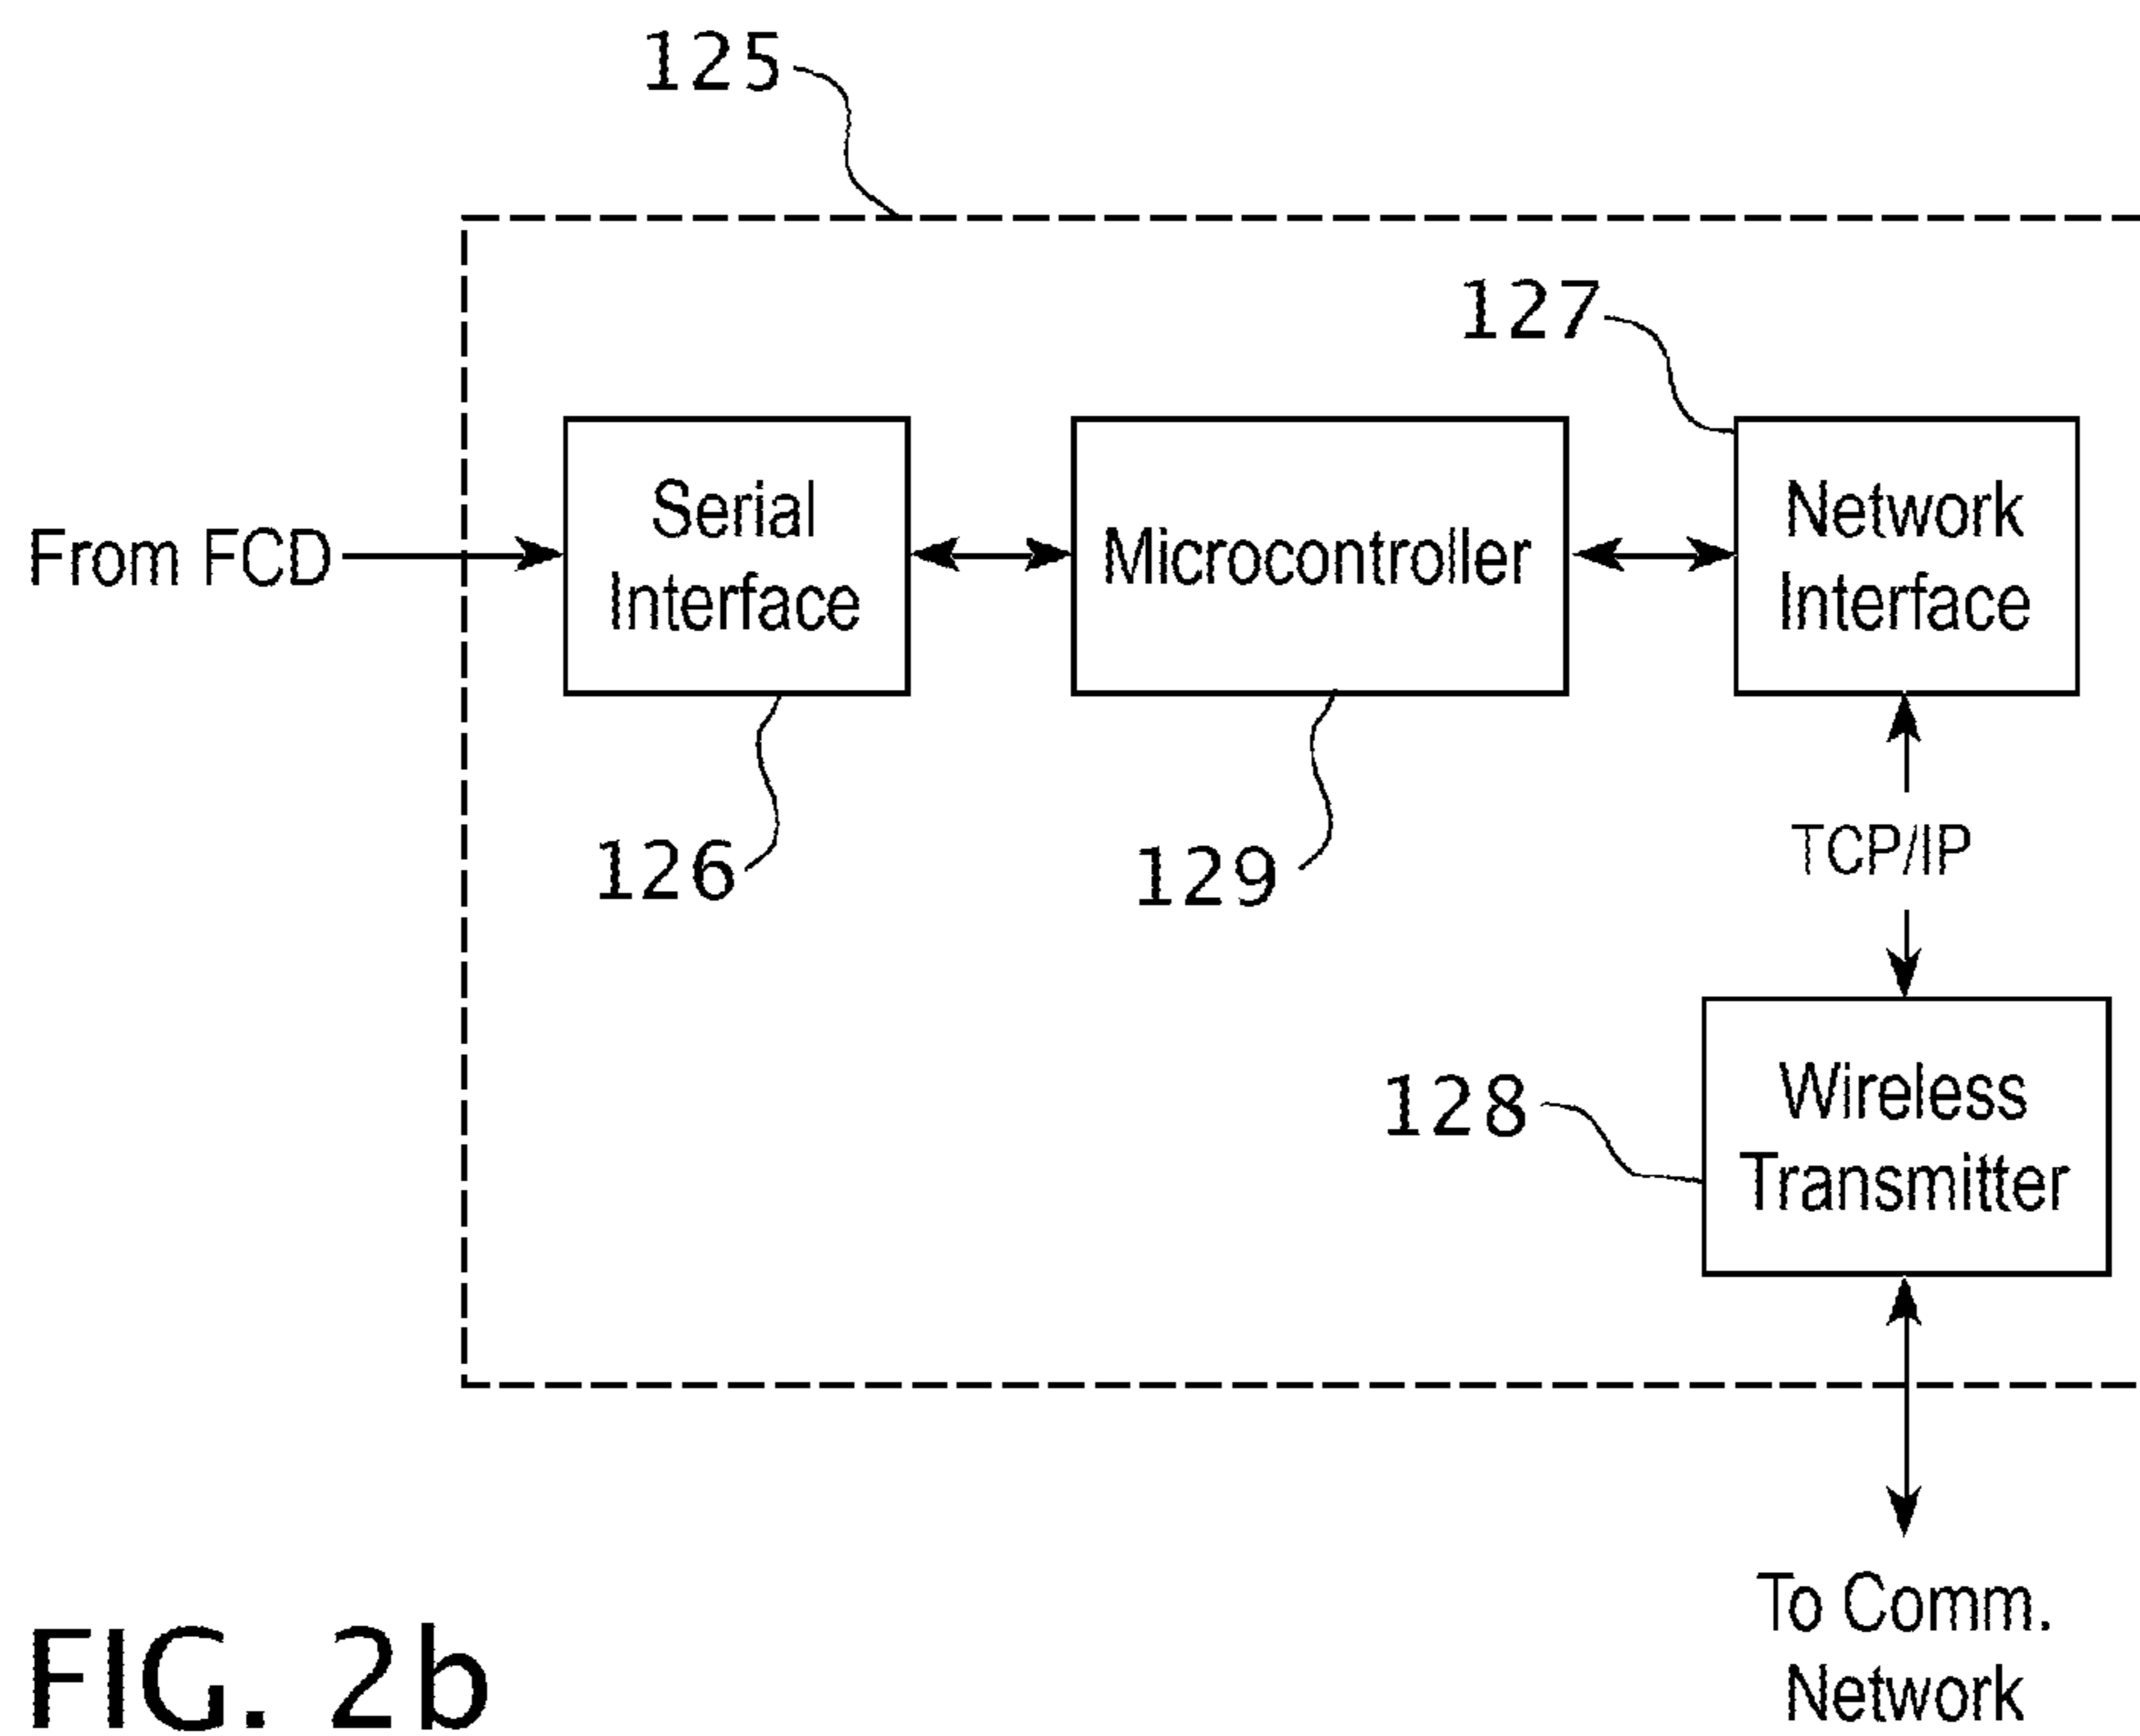 125
127
From FCD
Serial
Interface
Microcontroller
Network
Interface
126
129
TCP/IP
128
Wireless
Transmitter
To Comm.
Network
FIG. 2b